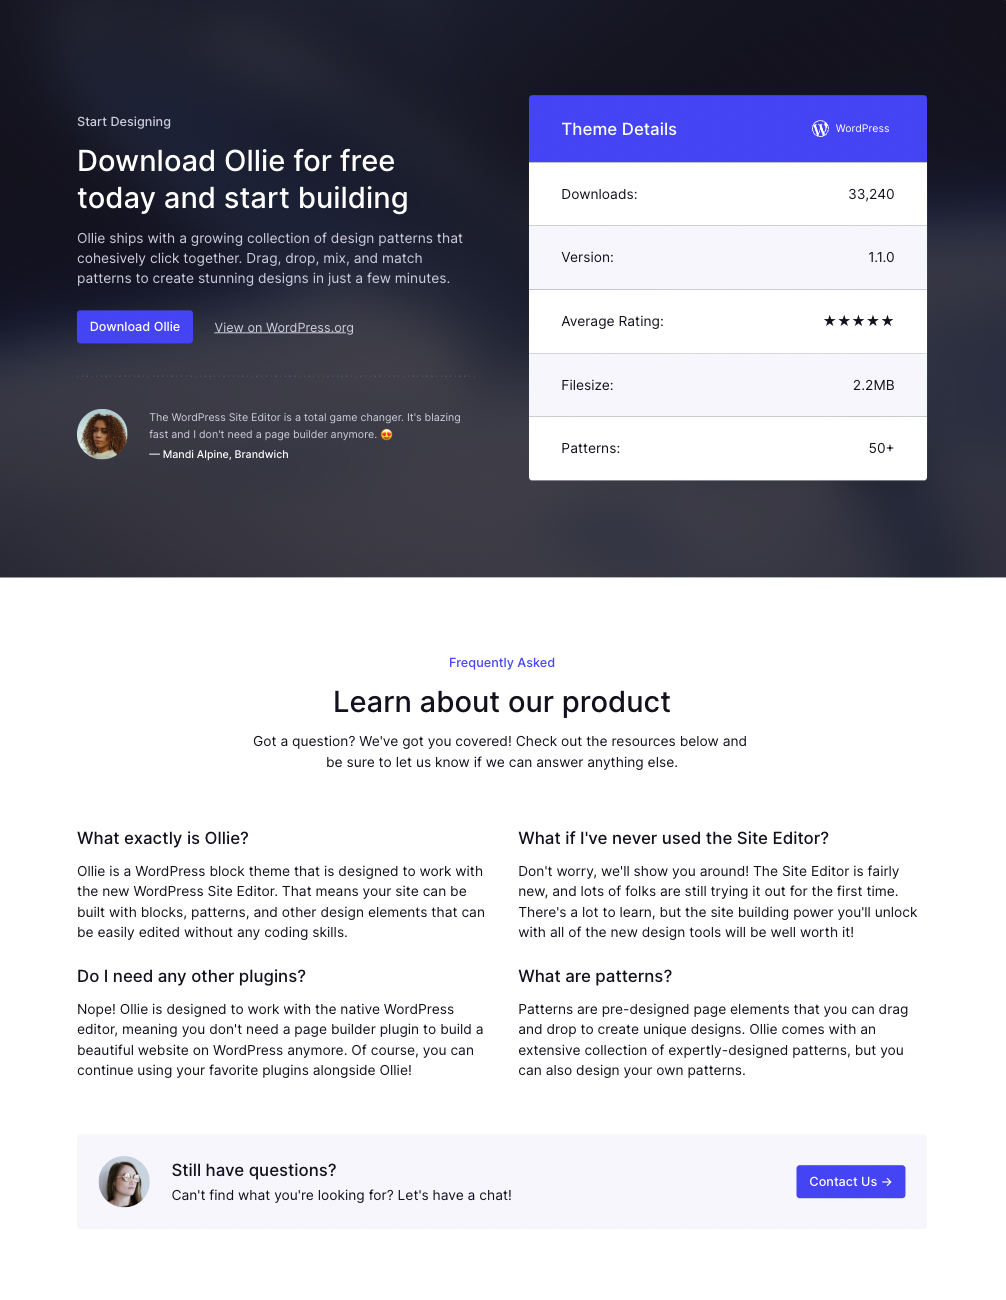 Start Designing
Download Ollie for free
today and start building
Ollie ships with a growing collection of design patterns that
cohesively click together. Drag, drop, mix, and match
patterns to create stunning designs in just a few minutes.
Download Ollie
View on WordPress.org
The WordPress Site Editor is a total game changer. It's blazing
fast and I don't need a page builder anymore. 😍
— Mandi Alpine, Brandwich
Theme Details
WordPress
Downloads: 33,240
Version: 1.1.0
Average Rating: ★★★★★
Filesize: 2.2MB
Patterns: 50+
Frequently Asked
Learn about our product
Got a question? We've got you covered! Check out the resources below and
be sure to let us know if we can answer anything else.
What exactly is Ollie?
Ollie is a WordPress block theme that is designed to work with
the new WordPress Site Editor. That means your site can be
built with blocks, patterns, and other design elements that can
be easily edited without any coding skills.
What if I've never used the Site Editor?
Don't worry, we'll show you around! The Site Editor is fairly
new, and lots of folks are still trying it out for the first time.
There's a lot to learn, but the site building power you'll unlock
with all of the new design tools will be well worth it!
Do I need any other plugins?
Nope! Ollie is designed to work with the native WordPress
editor, meaning you don't need a page builder plugin to build a
beautiful website on WordPress anymore. Of course, you can
continue using your favorite plugins alongside Ollie!
What are patterns?
Patterns are pre-designed page elements that you can drag
and drop to create unique designs. Ollie comes with an
extensive collection of expertly-designed patterns, but you
can also design your own patterns.
Still have questions?
Can't find what you're looking for? Let's have a chat!
Contact Us →